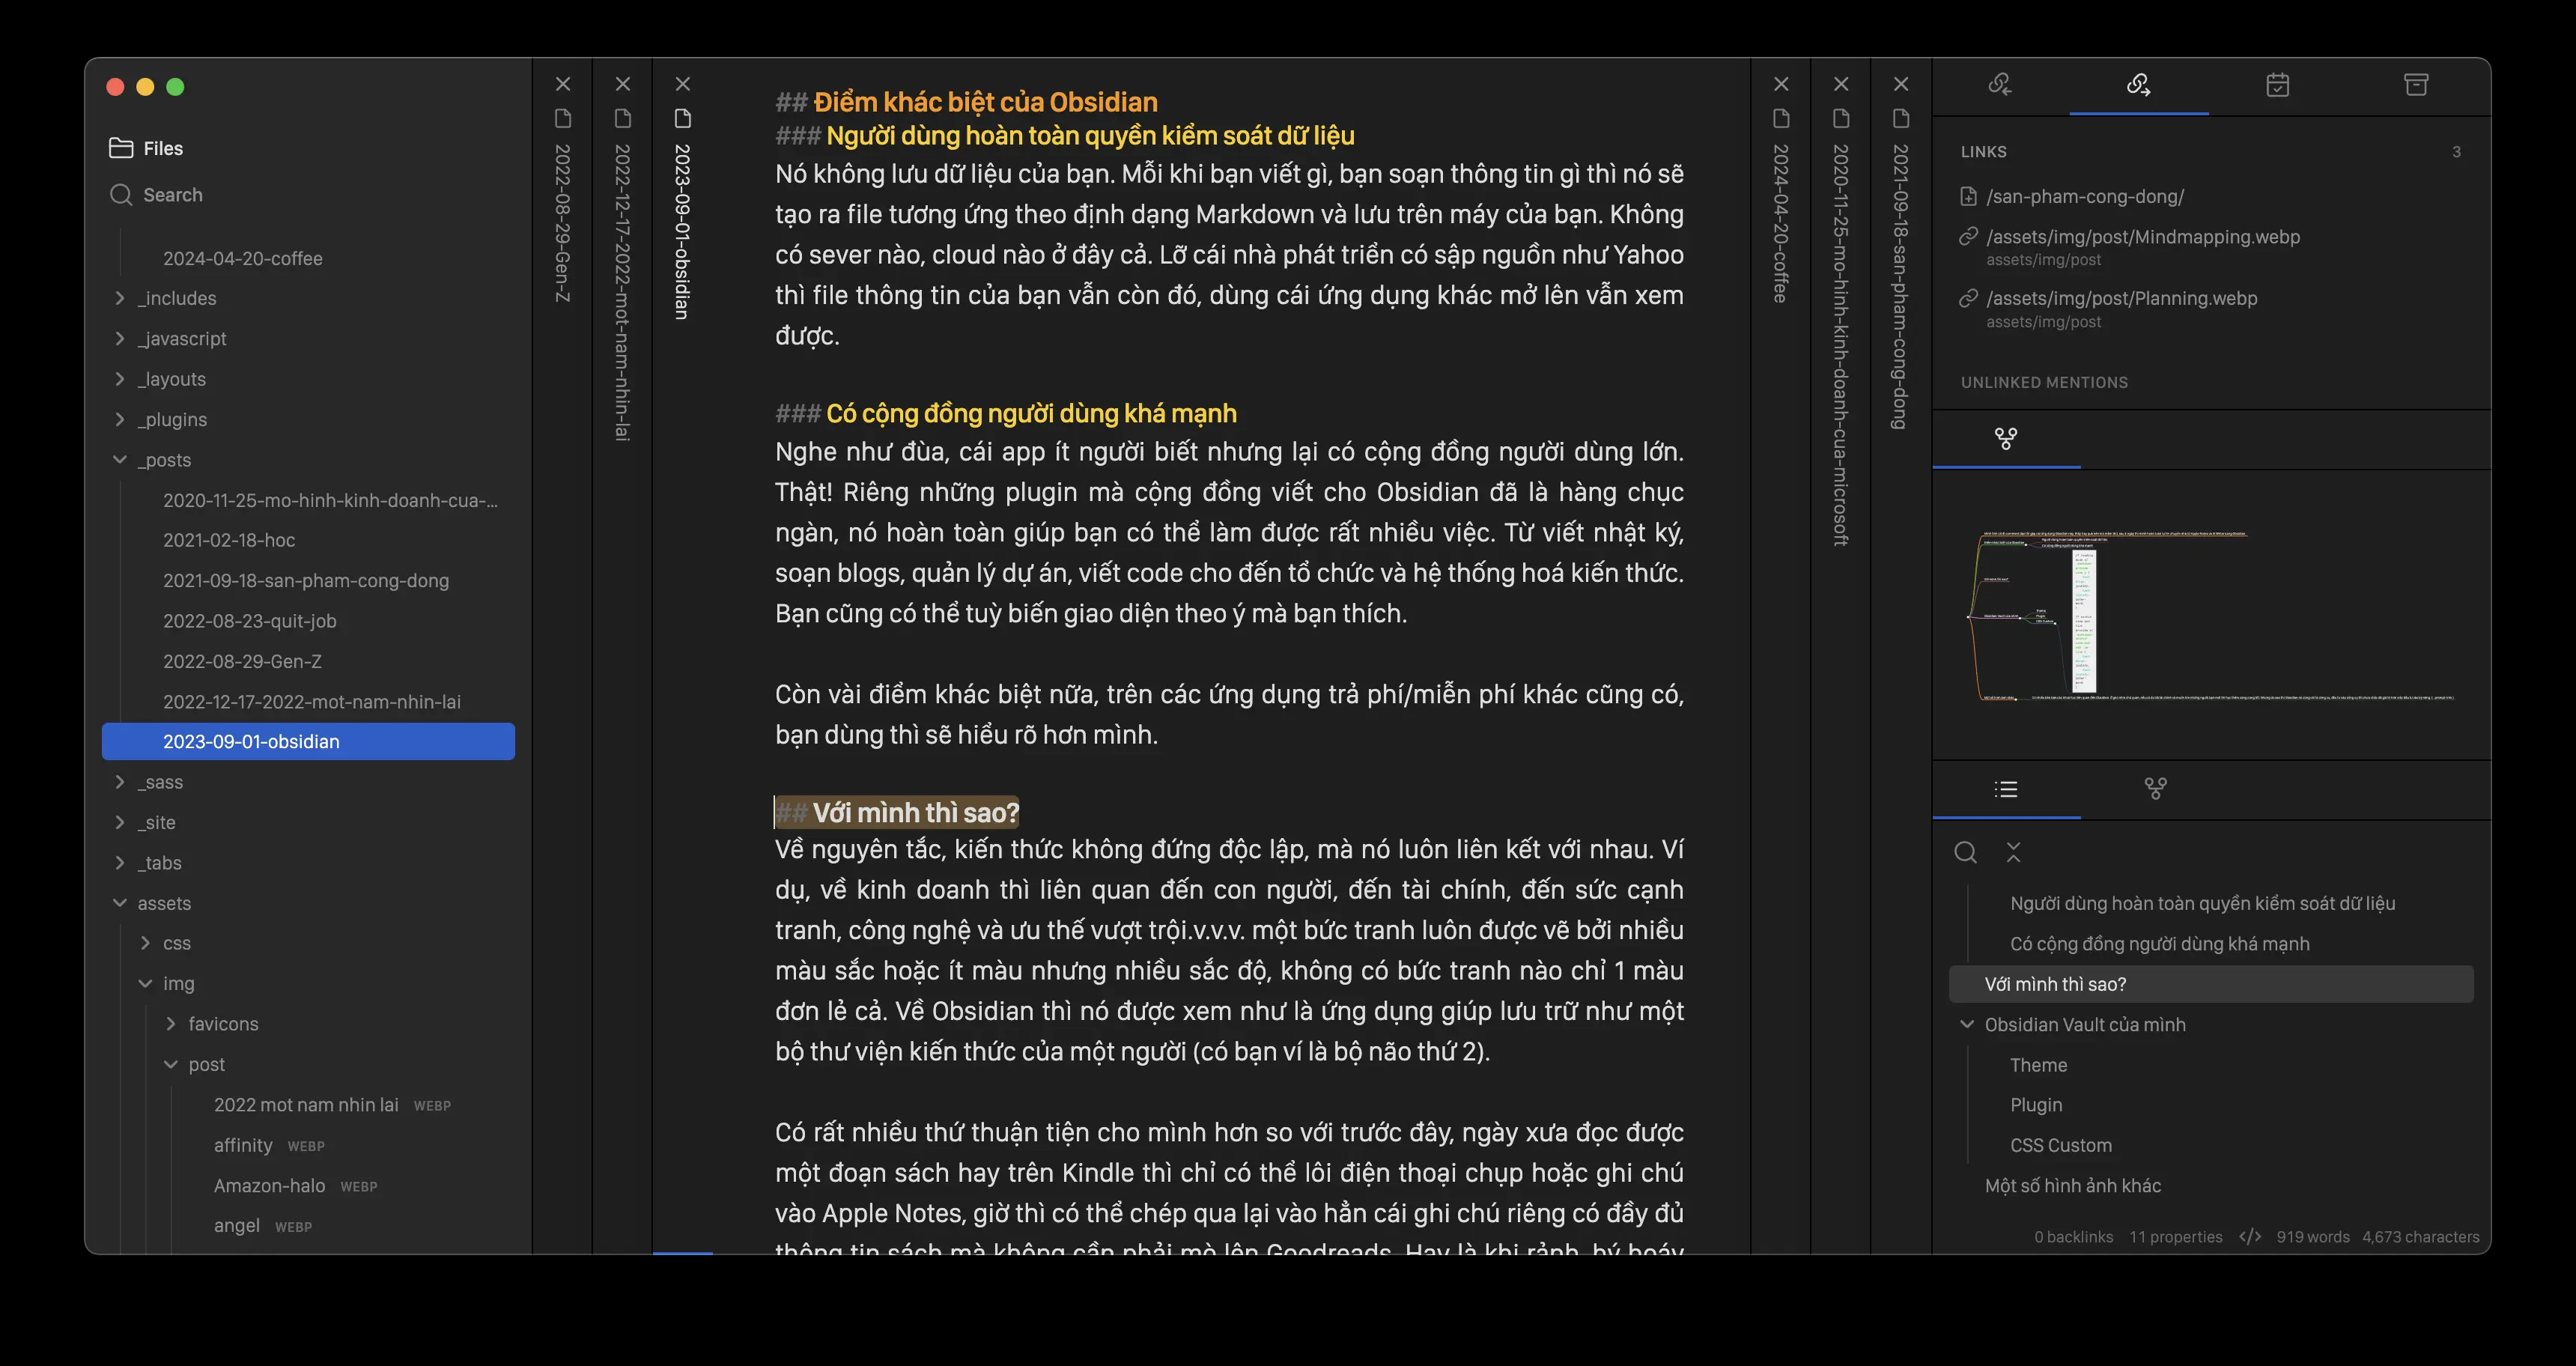 Files
Search
2024-04-20-coffee
_includes
_javascript
_layouts
_plugins
_posts
2020-11-25-mo-hinh-kinh-doanh-cua-...
2021-02-18-hoc
2021-09-18-san-pham-cong-dong
2022-08-23-quit-job
2022-08-29-Gen-Z
2022-12-17-2022-mot-nam-nhin-lai
2023-09-01-obsidian
_sass
_site
_tabs
assets
css
img
favicons
post
2022 mot nam nhin lai WEBP
affinity WEBP
Amazon-halo WEBP
angel WEBP
2022-08-29-Gen-Z
2022-12-17-2022-mot-nam-nhin-lai
2023-09-01-obsidian
## Điểm khác biệt của Obsidian
### Người dùng hoàn toàn quyền kiểm soát dữ liệu
Nó không lưu dữ liệu của bạn. Mỗi khi bạn viết gì, bạn soạn thông tin gì thì nó sẽ
tạo ra file tương ứng theo định dạng Markdown và lưu trên máy của bạn. Không
có sever nào, cloud nào ở đây cả. Lỡ cái nhà phát triển có sập nguồn như Yahoo
thì file thông tin của bạn vẫn còn đó, dùng cái ứng dụng khác mở lên vẫn xem
được.
### Có cộng đồng người dùng khá mạnh
Nghe như đùa, cái app ít người biết nhưng lại có cộng đồng người dùng lớn.
Thật! Riêng những plugin mà cộng đồng viết cho Obsidian đã là hàng chục
ngàn, nó hoàn toàn giúp bạn có thể làm được rất nhiều việc. Từ viết nhật ký,
soạn blogs, quản lý dự án, viết code cho đến tổ chức và hệ thống hoá kiến thức.
Bạn cũng có thể tuỳ biến giao diện theo ý mà bạn thích.
Còn vài điểm khác biệt nữa, trên các ứng dụng trả phí/miễn phí khác cũng có,
bạn dùng thì sẽ hiểu rõ hơn mình.
## Với mình thì sao?
Về nguyên tắc, kiến thức không đứng độc lập, mà nó luôn liên kết với nhau. Ví
dụ, về kinh doanh thì liên quan đến con người, đến tài chính, đến sức cạnh
tranh, công nghệ và ưu thế vượt trội.v.v.v. một bức tranh luôn được vẽ bởi nhiều
màu sắc hoặc ít màu nhưng nhiều sắc độ, không có bức tranh nào chỉ 1 màu
đơn lẻ cả. Về Obsidian thì nó được xem như là ứng dụng giúp lưu trữ như một
bộ thư viện kiến thức của một người (có bạn ví là bộ não thứ 2).
Có rất nhiều thứ thuận tiện cho mình hơn so với trước đây, ngày xưa đọc được
một đoạn sách hay trên Kindle thì chỉ có thể lôi điện thoại chụp hoặc ghi chú
vào Apple Notes, giờ thì có thể chép qua lại vào hẳn cái ghi chú riêng có đầy đủ
thông tin sách mà không cần phải mò lên Goodreads. Hay là khi rảnh, hý hoáy
2024-04-20-coffee
2020-11-25-mo-hinh-kinh-doanh-cua-microsoft
2021-09-18-san-pham-cong-dong
LINKS 3
/san-pham-cong-dong/
/assets/img/post/Mindmapping.webp
assets/img/post
/assets/img/post/Planning.webp
assets/img/post
UNLINKED MENTIONS
Người dùng hoàn toàn quyền kiểm soát dữ liệu
Có cộng đồng người dùng khá mạnh
Với mình thì sao?
Obsidian Vault của mình
Theme
Plugin
CSS Custom
Một số hình ảnh khác
0 backlinks 11 properties </> 919 words 4,673 characters